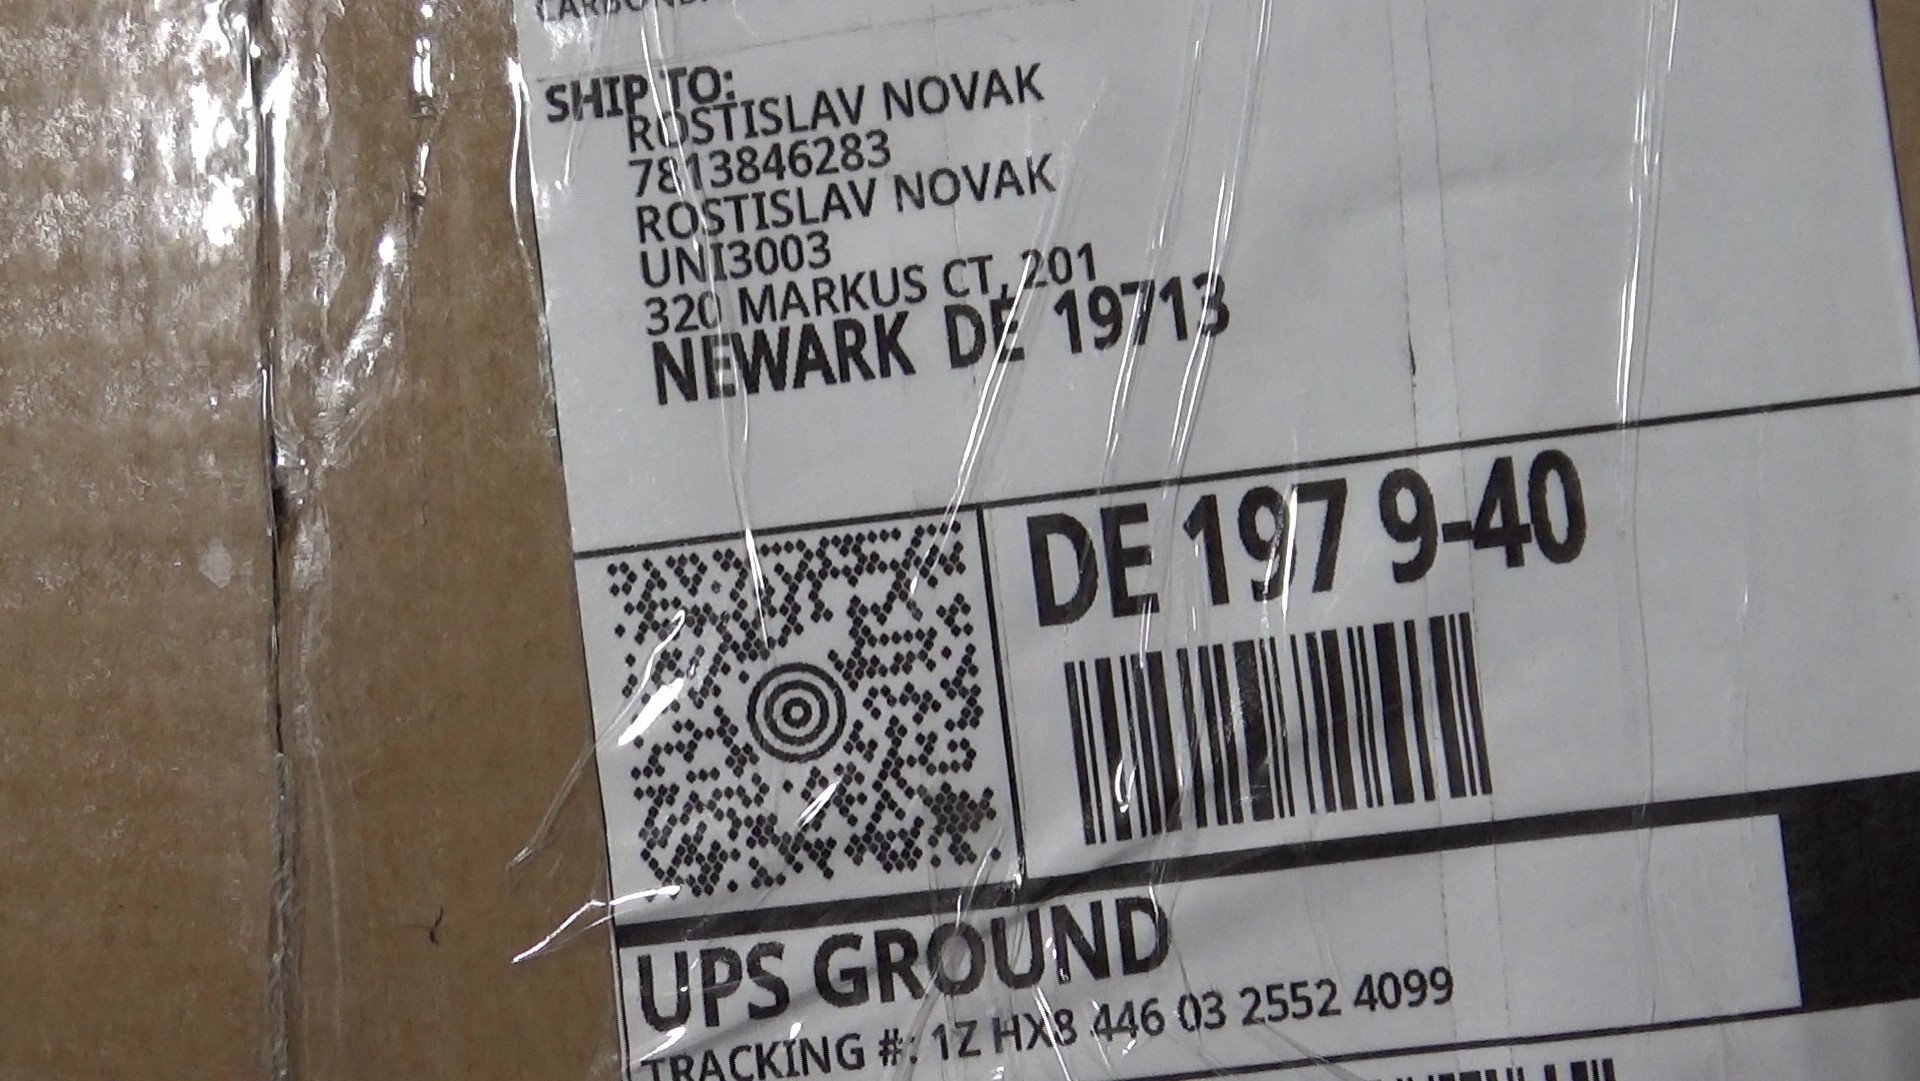 SHIP TO:
ROSTISLAV NOVAK
7813846283
ROSTISLAV NOVAK
UNI3003
320 MARKUS CT, 201
NEWARK DE 19713
DE 197 9-40
UPS GROUND
TRACKING #: 1Z HX8 446 03 2552 4099